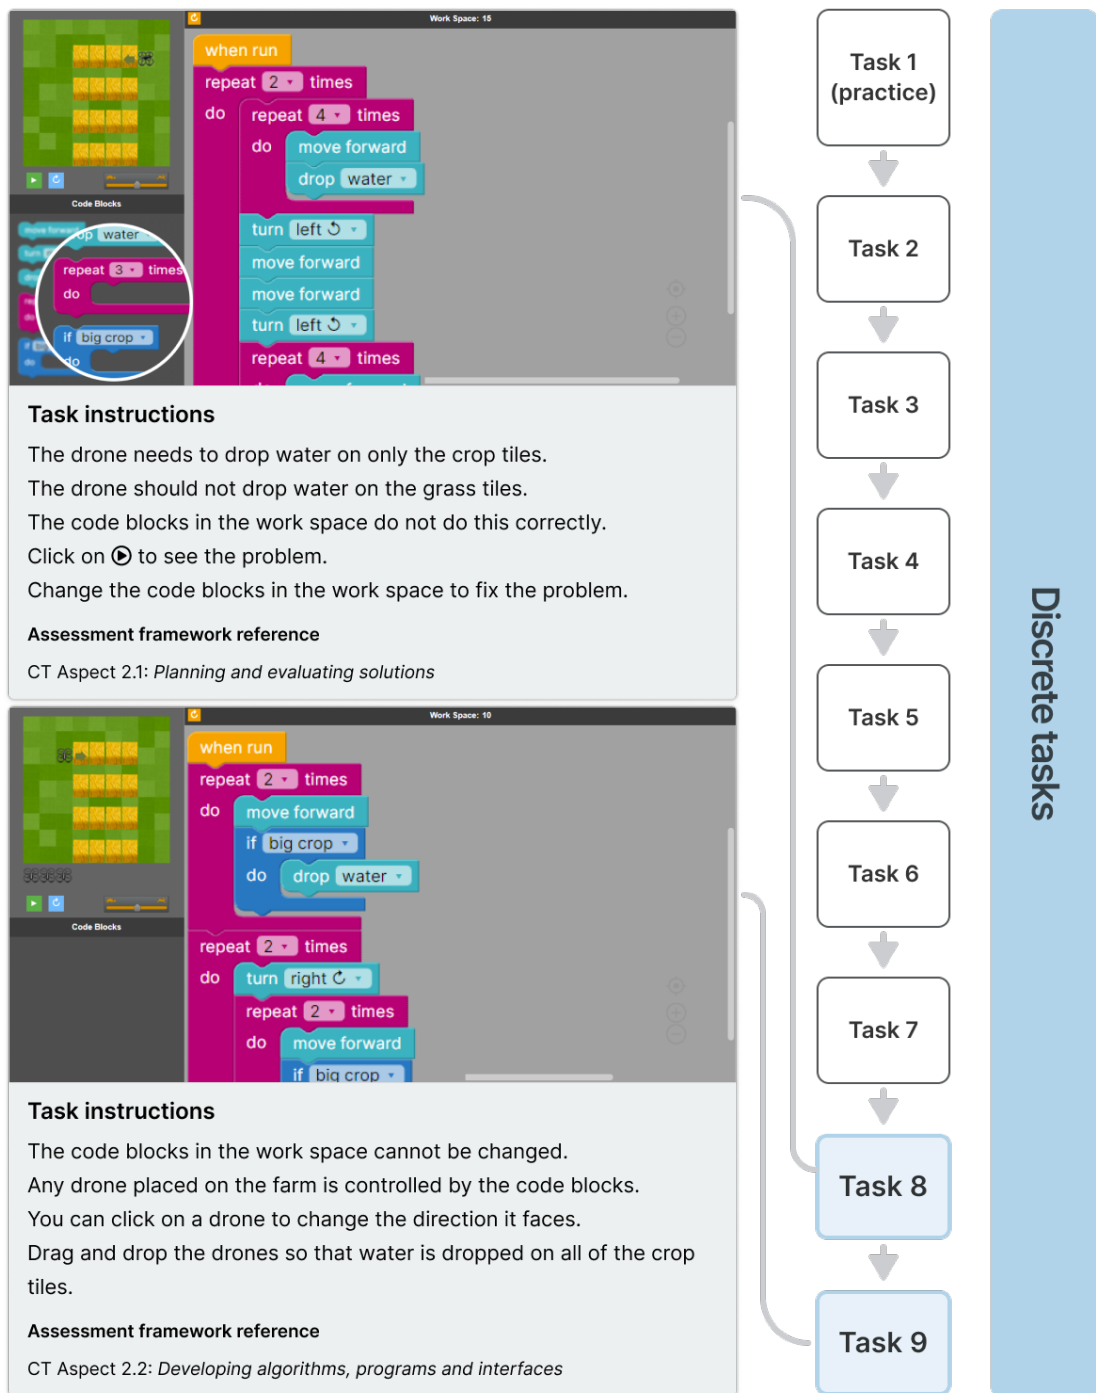 Work Space: 15
when run
repeat 2 times
do repeat 4 times
do move forward
drop water
turn left
move forward
move forward
turn left
repeat 4 times
Code Blocks
move forward
drop water
turn
repeat 3 times
do
if big crop
do
Task instructions
The drone needs to drop water on only the crop tiles.
The drone should not drop water on the grass tiles.
The code blocks in the work space do not do this correctly.
Click on to see the problem.
Change the code blocks in the work space to fix the problem.
Assessment framework reference
CT Aspect 2.1: Planning and evaluating solutions
Work Space: 10
when run
repeat 2 times
do move forward
if big crop
do drop water
repeat 2 times
do turn right
repeat 2 times
do move forward
if big crop
Code Blocks
Task instructions
The code blocks in the work space cannot be changed.
Any drone placed on the farm is controlled by the code blocks.
You can click on a drone to change the direction it faces.
Drag and drop the drones so that water is dropped on all of the crop
tiles.
Assessment framework reference
CT Aspect 2.2: Developing algorithms, programs and interfaces
Task 1
(practice)
Task 2
Task 3
Task 4
Task 5
Task 6
Task 7
Task 8
Task 9
Discrete tasks